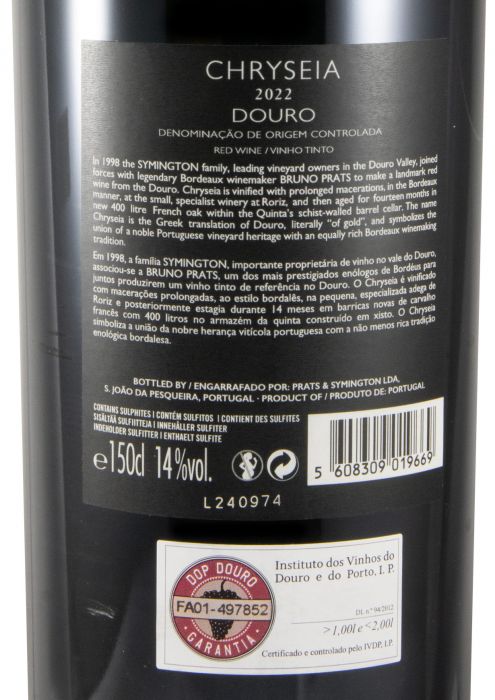 CHRYSEIA
2022
DOURO
DENOMINAÇÃO DE ORIGEM CONTROLADA
RED WINE / VINHO TINTO
In 1998 the SYMINGTON family, leading vineyard owners in the Douro Valley, joined
forces with legendary Bordeaux winemaker BRUNO PRATS to make a landmark red
wine from the Douro. Chryseia is vinified with prolonged macerations, in the Bordeaux
manner, at the small, specialist winery at Roriz, and then aged for fourteen months in
new 400 litre French oak within the Quinta's schist-walled barrel cellar. The name
Chryseia is the Greek translation of Douro, literally "of gold", and symbolizes the
union of a noble Portuguese vineyard heritage with an equally rich Bordeaux winemaking
tradition.
Em 1998, a família SYMINGTON, importante proprietária de vinho no vale do Douro,
associou-se a BRUNO PRATS, um dos mais prestigiados enólogos de Bordéus para
juntos produzirem um vinho tinto de referência no Douro. O Chryseia é vinificado
com macerações prolongadas, ao estilo bordalês, na pequena, especializada adega de
Roriz e posteriormente estagia durante 14 meses em barricas novas de carvalho
francês com 400 litros no armazém da quinta construído em xisto. O Chryseia
simboliza a união da nobre herança vitícola portuguesa com a não menos rica tradição
enológica bordalesa.
BOTTLED BY / ENGARRAFADO POR: PRATS & SYMINGTON LDA.
S. JOÃO DA PESQUEIRA, PORTUGAL · PRODUCT OF / PRODUTO DE: PORTUGAL
CONTAINS SULPHITES | CONTÉM SULFITOS | CONTIENT DES SULFITES
SISÄLTÄÄ SULFIITTEJA | INNEHÅLLER SULFITER
INDEHOLDER SULFITTER | ENTHAELT SULFITE
e150cl 14%vol.
5 608309 019669
L240974
DOP DOURO
FA01-497852
GARANTIA
Instituto dos Vinhos do
Douro e do Porto, I. P.
DL nº 94/2012
>1,00l e <2,00l
Certificado e controlado pelo IVDP, I.P.